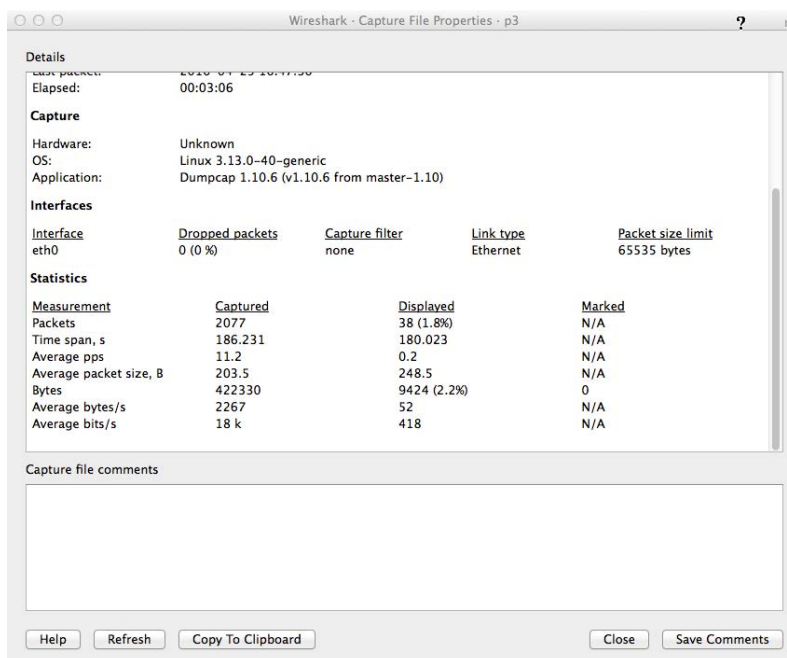 Wireshark · Capture File Properties · p3
?
Details
Elapsed: 00:03:06
Capture
Hardware: Unknown
OS: Linux 3.13.0-40-generic
Application: Dumpcap 1.10.6 (v1.10.6 from master-1.10)
Interfaces
Interface Dropped packets Capture filter Link type Packet size limit
eth0 0 (0 %) none Ethernet 65535 bytes
Statistics
Measurement Captured Displayed Marked
Packets 2077 38 (1.8%) N/A
Time span, s 186.231 180.023 N/A
Average pps 11.2 0.2 N/A
Average packet size, B 203.5 248.5 N/A
Bytes 422330 9424 (2.2%) 0
Average bytes/s 2267 52 N/A
Average bits/s 18 k 418 N/A
Capture file comments
Help Refresh Copy To Clipboard Close Save Comments